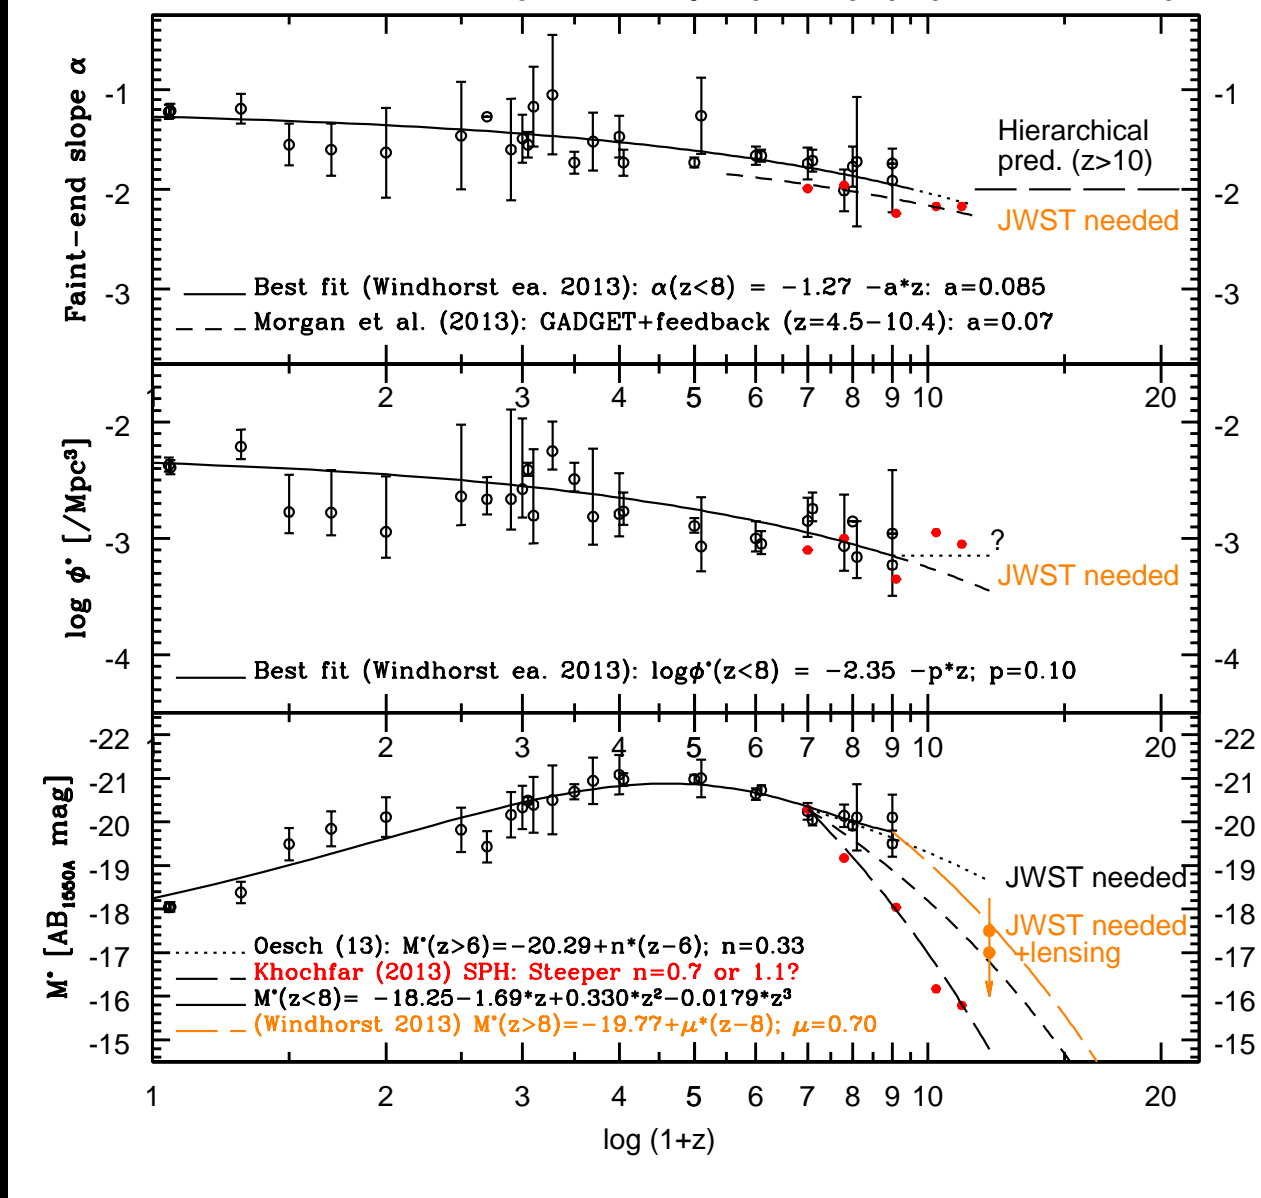 Faint-end slope α
-1
-2
-3
-1
-2
-3
Hierarchical
pred. (z>10)
JWST needed
Best fit (Windhorst ea. 2013): α(z<8) = -1.27 -a*z: a=0.085
Morgan et al. (2013): GADGET+feedback (z=4.5-10.4): a=0.07
2 3 4 5 6 7 8 9 10 20
log φ* [/Mpc³]
-2
-3
-4
-2
-3
-4
?
JWST needed
Best fit (Windhorst ea. 2013): logφ*(z<8) = -2.35 -p*z; p=0.10
2 3 4 5 6 7 8 9 10 20
M* [AB1550A mag]
-22
-21
-20
-19
-18
-17
-16
-15
-22
-21
-20
-19
-18
-17
-16
-15
JWST needed
JWST needed
+lensing
Oesch (13): M*(z>6)=-20.29+n*(z-6); n=0.33
Khochfar (2013) SPH: Steeper n=0.7 or 1.1?
M*(z<8)= -18.25-1.69*z+0.330*z²-0.0179*z³
(Windhorst 2013) M*(z>8)=-19.77+μ*(z-8); μ=0.70
1 2 3 4 5 6 7 8 9 10 20
log (1+z)